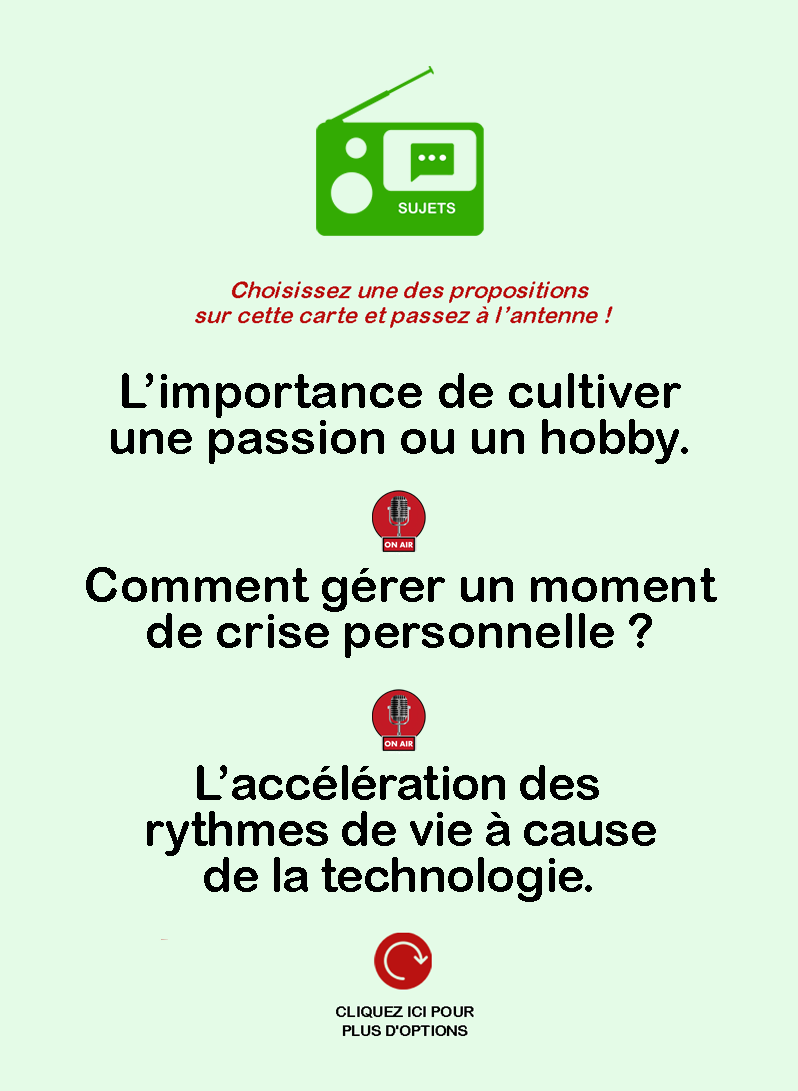 SUJETS
Choisissez une des propositions
sur cette carte et passez à l’antenne !
L’importance de cultiver
une passion ou un hobby.
ON AIR
Comment gérer un moment
de crise personnelle ?
ON AIR
L’accélération des
rythmes de vie à cause
de la technologie.
CLIQUEZ ICI POUR
PLUS D'OPTIONS